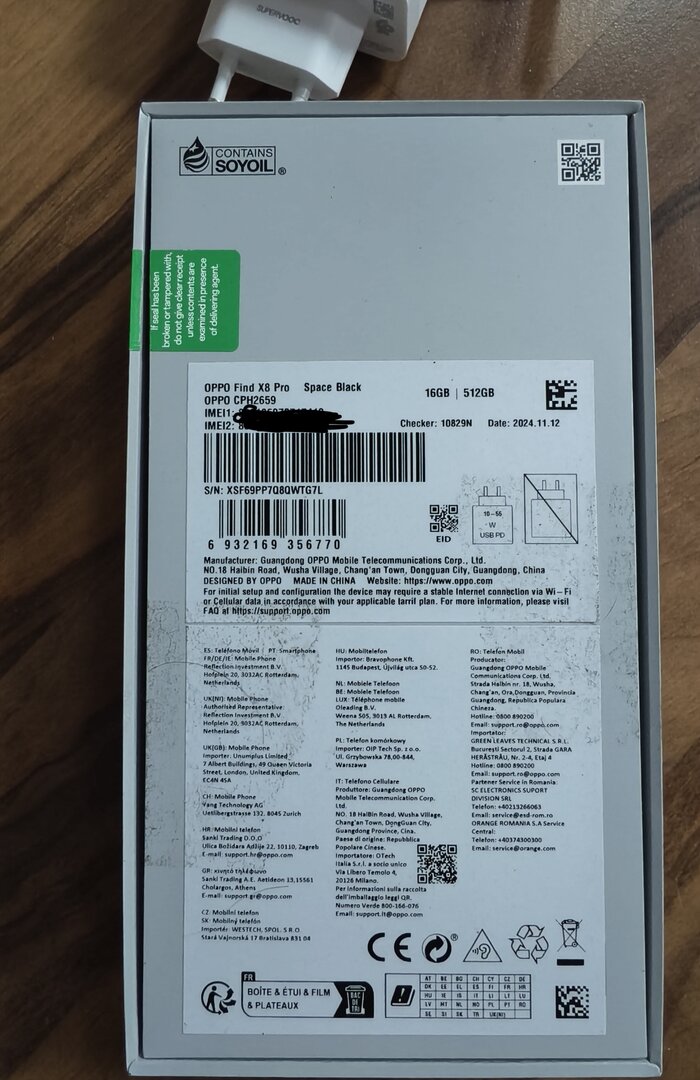 SUPERVOOC
CONTAINS
SOYOIL®
If seal has been
broken or tampered with,
do not give clear receipt
unless contents are
examined in presence
of delivering agent.
OPPO Find X8 Pro Space Black
16GB | 512GB
OPPO CPH2659
IMEI1:
IMEI2: 8
Checker: 10829N Date: 2024.11.12
S/N: XSF69PP7Q8QWTG7L
6 932169 356770
EID
10-55
W
USB PD
Manufacturer: Guangdong OPPO Mobile Telecommunications Corp., Ltd.
NO.18 Haibin Road, Wusha Village, Chang'an Town, Dongguan City, Guangdong, China
DESIGNED BY OPPO MADE IN CHINA Website: https://www.oppo.com
For initial setup and configuration the device may require a stable Internet connection via Wi-Fi
or Cellular data in accordance with your applicable tarril plan. For more information, please visit
FAQ at https://support.oppo.com
ES: Teléfono Móvil | PT: Smartphone
FR/DE/IE: Mobile Phone
Reflection Investment B.V.
Hofplein 20, 3032AC Rotterdam,
Netherlands
UK(NI): Mobile Phone
Authorised Representative:
Reflection Investment B.V.
Hofplein 20, 3032AC Rotterdam,
Netherlands
UK(GB): Mobile Phone
Importer: Unumplus Limited
7 Albert Buildings, 49 Queen Victoria
Street, London, United Kingdom,
EC4N 4SA
CH: Mobile Phone
Yang Technology AG
Uetlibergstrasse 132, 8045 Zurich
HR: Mobilni telefon
Sanki Trading D.O.O
Ulica Božidara Adžije 22, 10110, Zagreb
E-mail: support.hr@oppo.com
GR: κινητό τηλέφωνο
Sanki Trading A.E. Aetideon 13,15561
Cholargos, Athens
E-mail: support.gr@oppo.com
CZ: Mobilní telefon
SK: Mobilný telefón
Importér: WESTECH, SPOL. S R.O.
Stará Vajnorská 17 Bratislava 831 04
HU: Mobiltelefon
Importor: Bravophone Kft.
1145 Budapest, Újvilág utca 50-52.
NL: Mobiele Telefoon
BE: Mobiele Telefoon
LUX: Téléphone mobile
Oleading B.V.
Weena 505, 3013 AL Rotterdam,
The Netherlands
PL: Telefon komórkowy
Importer: OIP Tech Sp. z o.o.
Ul. Grzybowska 78,00-844,
Warszawa
IT: Telefono Cellulare
Produttore: Guangdong OPPO
Mobile Telecommunications Corp.
Ltd.
NO. 18 HaiBin Road, Wusha Village,
Chang'an Town, DongGuan City,
Guangdong Province, Cina.
Paese di origine: Repubblica
Popolare Cinese.
Importatore: OTech
Italia S.r.l. a socio unico
Via Libero Temolo 4,
20126 Milano.
Per informazioni sulla raccolta
dell'imballaggio leggi QR.
Numero Verde 800-166-076
Email: support.it@oppo.com
RO: Telefon Mobil
Producator:
Guangdong OPPO Mobile
Communications Corp. Ltd.
Strada Haibin nr. 18, Wusha,
Chang'an, Ora,Dongguan, Provincia
Guangdong, Republica Populara
Chineza.
Hotline: 0800 890200
Email: support.ro@oppo.com
Importator:
GREEN LEAVES TECHNICAL S.R.L.
București Sectorul 2, Strada GARA
HERĂSTRĂU, Nr. 2-4, Etaj 4
Hotline: 0800 890200
Email: support.ro@oppo.com
Partener Service in Romania:
SC ELECTRONICS SUPORT
DIVISION SRL
Telefon: +40213266063
Email: service@esd-rom.ro
ORANGE ROMANIA S.A Service
Central:
Telefon: +40374300300
Email: service@orange.com
CE
FR
BOÎTE & ÉTUI & FILM
& PLATEAUX
BAC
DE
TRI
AT BE BG CH CY CZ DE
DK EE EL ES FI FR HR
HU IE IS IT LI LT LU
LV MT NL NO PL PT RO
SE SI SK TR UK(NI)